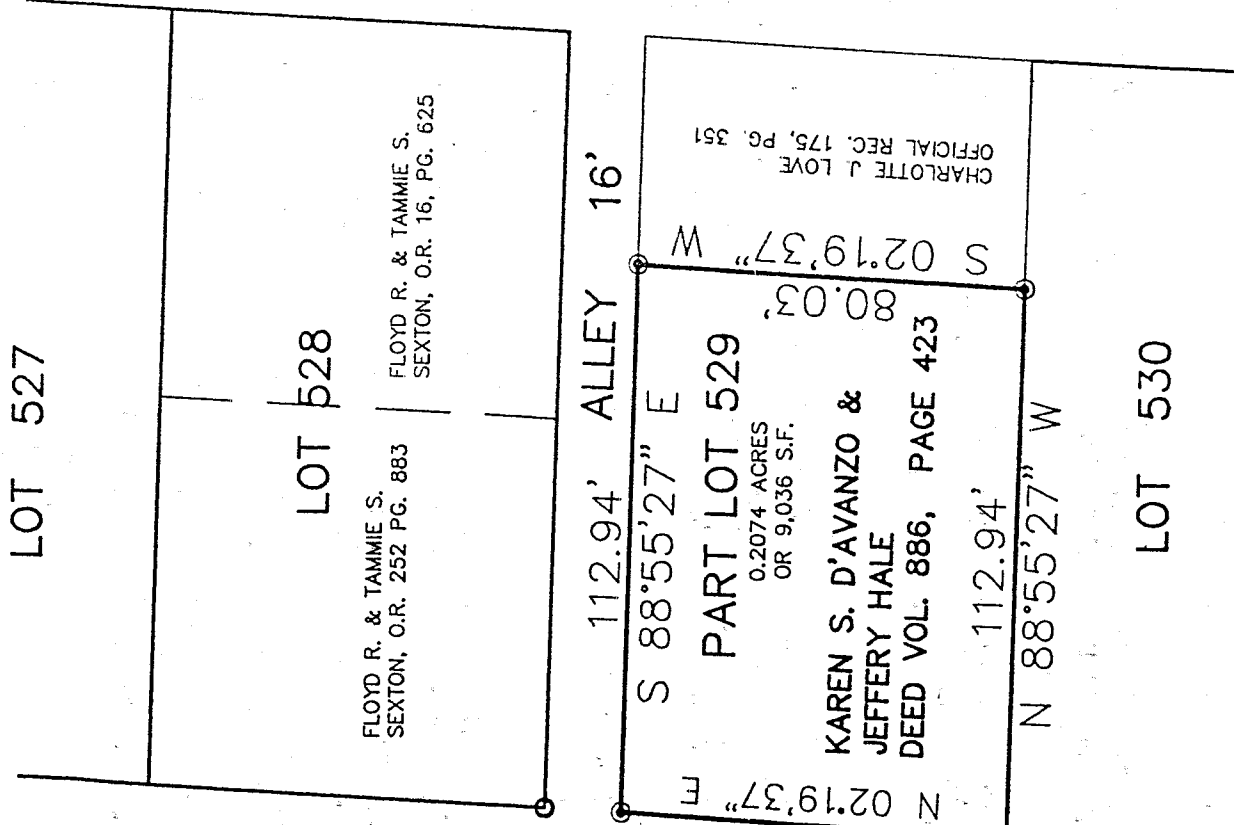 LOT 527
LOT 528
FLOYD R. & TAMMIE S.
SEXTON, O.R. 252 PG. 883
FLOYD R. & TAMMIE S.
SEXTON, O.R. 16, PG. 625
112.94' ALLEY 16'
S 88°55'27" E
PART LOT 529
0.2074 ACRES
OR 9,036 S.F.
KAREN S. D'AVANZO &
JEFFERY HALE
DEED VOL. 886, PAGE 423
112.94'
N 88°55'27" W
N 02°19'37" E
S 02°19'37" W
80.03'
CHARLOTTE J. LOVE
OFFICIAL REC. 175, PG. 351
LOT 530